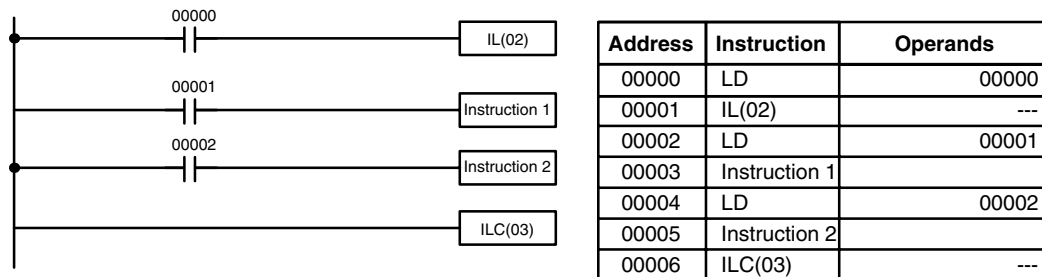 00000
IL(02)
00001
Instruction 1
00002
Instruction 2
ILC(03)
Address Instruction Operands
00000 LD 00000
00001 IL(02) ---
00002 LD 00001
00003 Instruction 1
00004 LD 00002
00005 Instruction 2
00006 ILC(03) ---